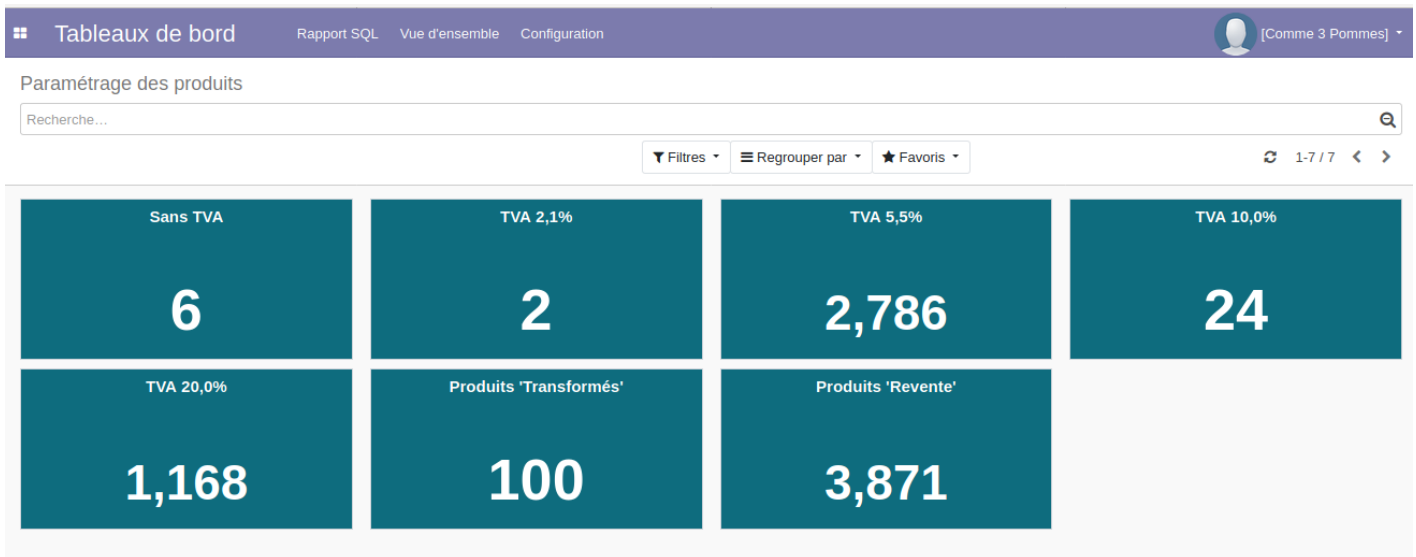 Tableaux de bord Rapport SQL Vue d'ensemble Configuration [Comme 3 Pommes]
Paramétrage des produits
Recherche…
Filtres Regrouper par Favoris 1-7 / 7
Sans TVA
6
TVA 2,1%
2
TVA 5,5%
2,786
TVA 10,0%
24
TVA 20,0%
1,168
Produits 'Transformés'
100
Produits 'Revente'
3,871